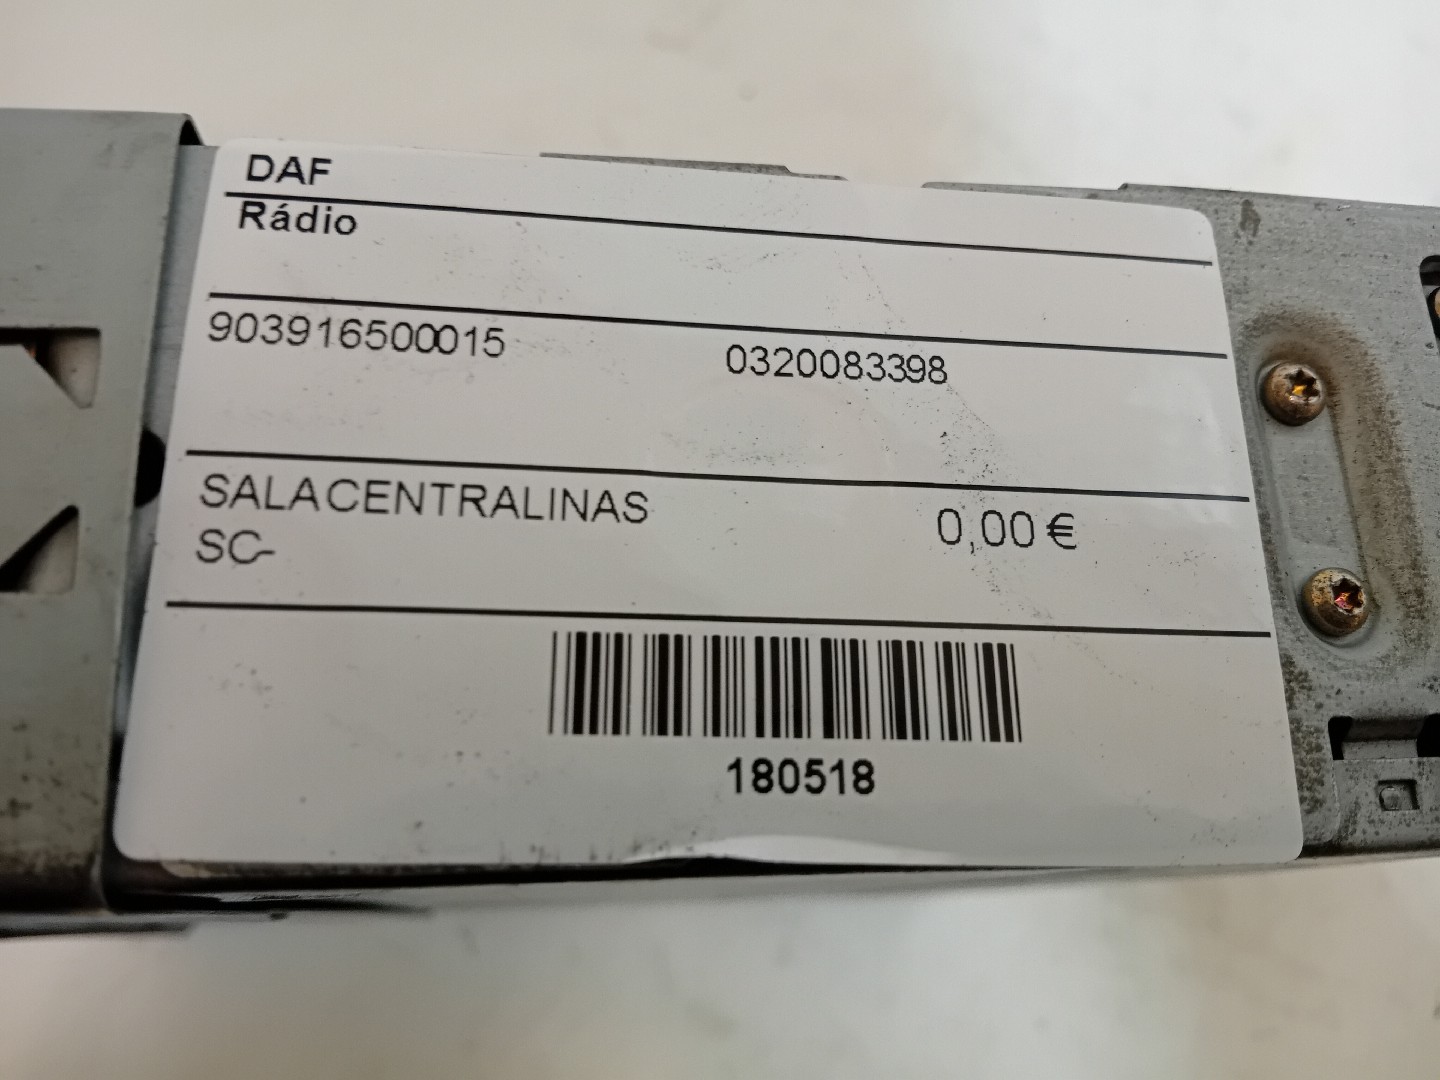 DAF
Rádio
903916500015 0320083398
SALACENTRALINAS 0,00 €
SC-
180518